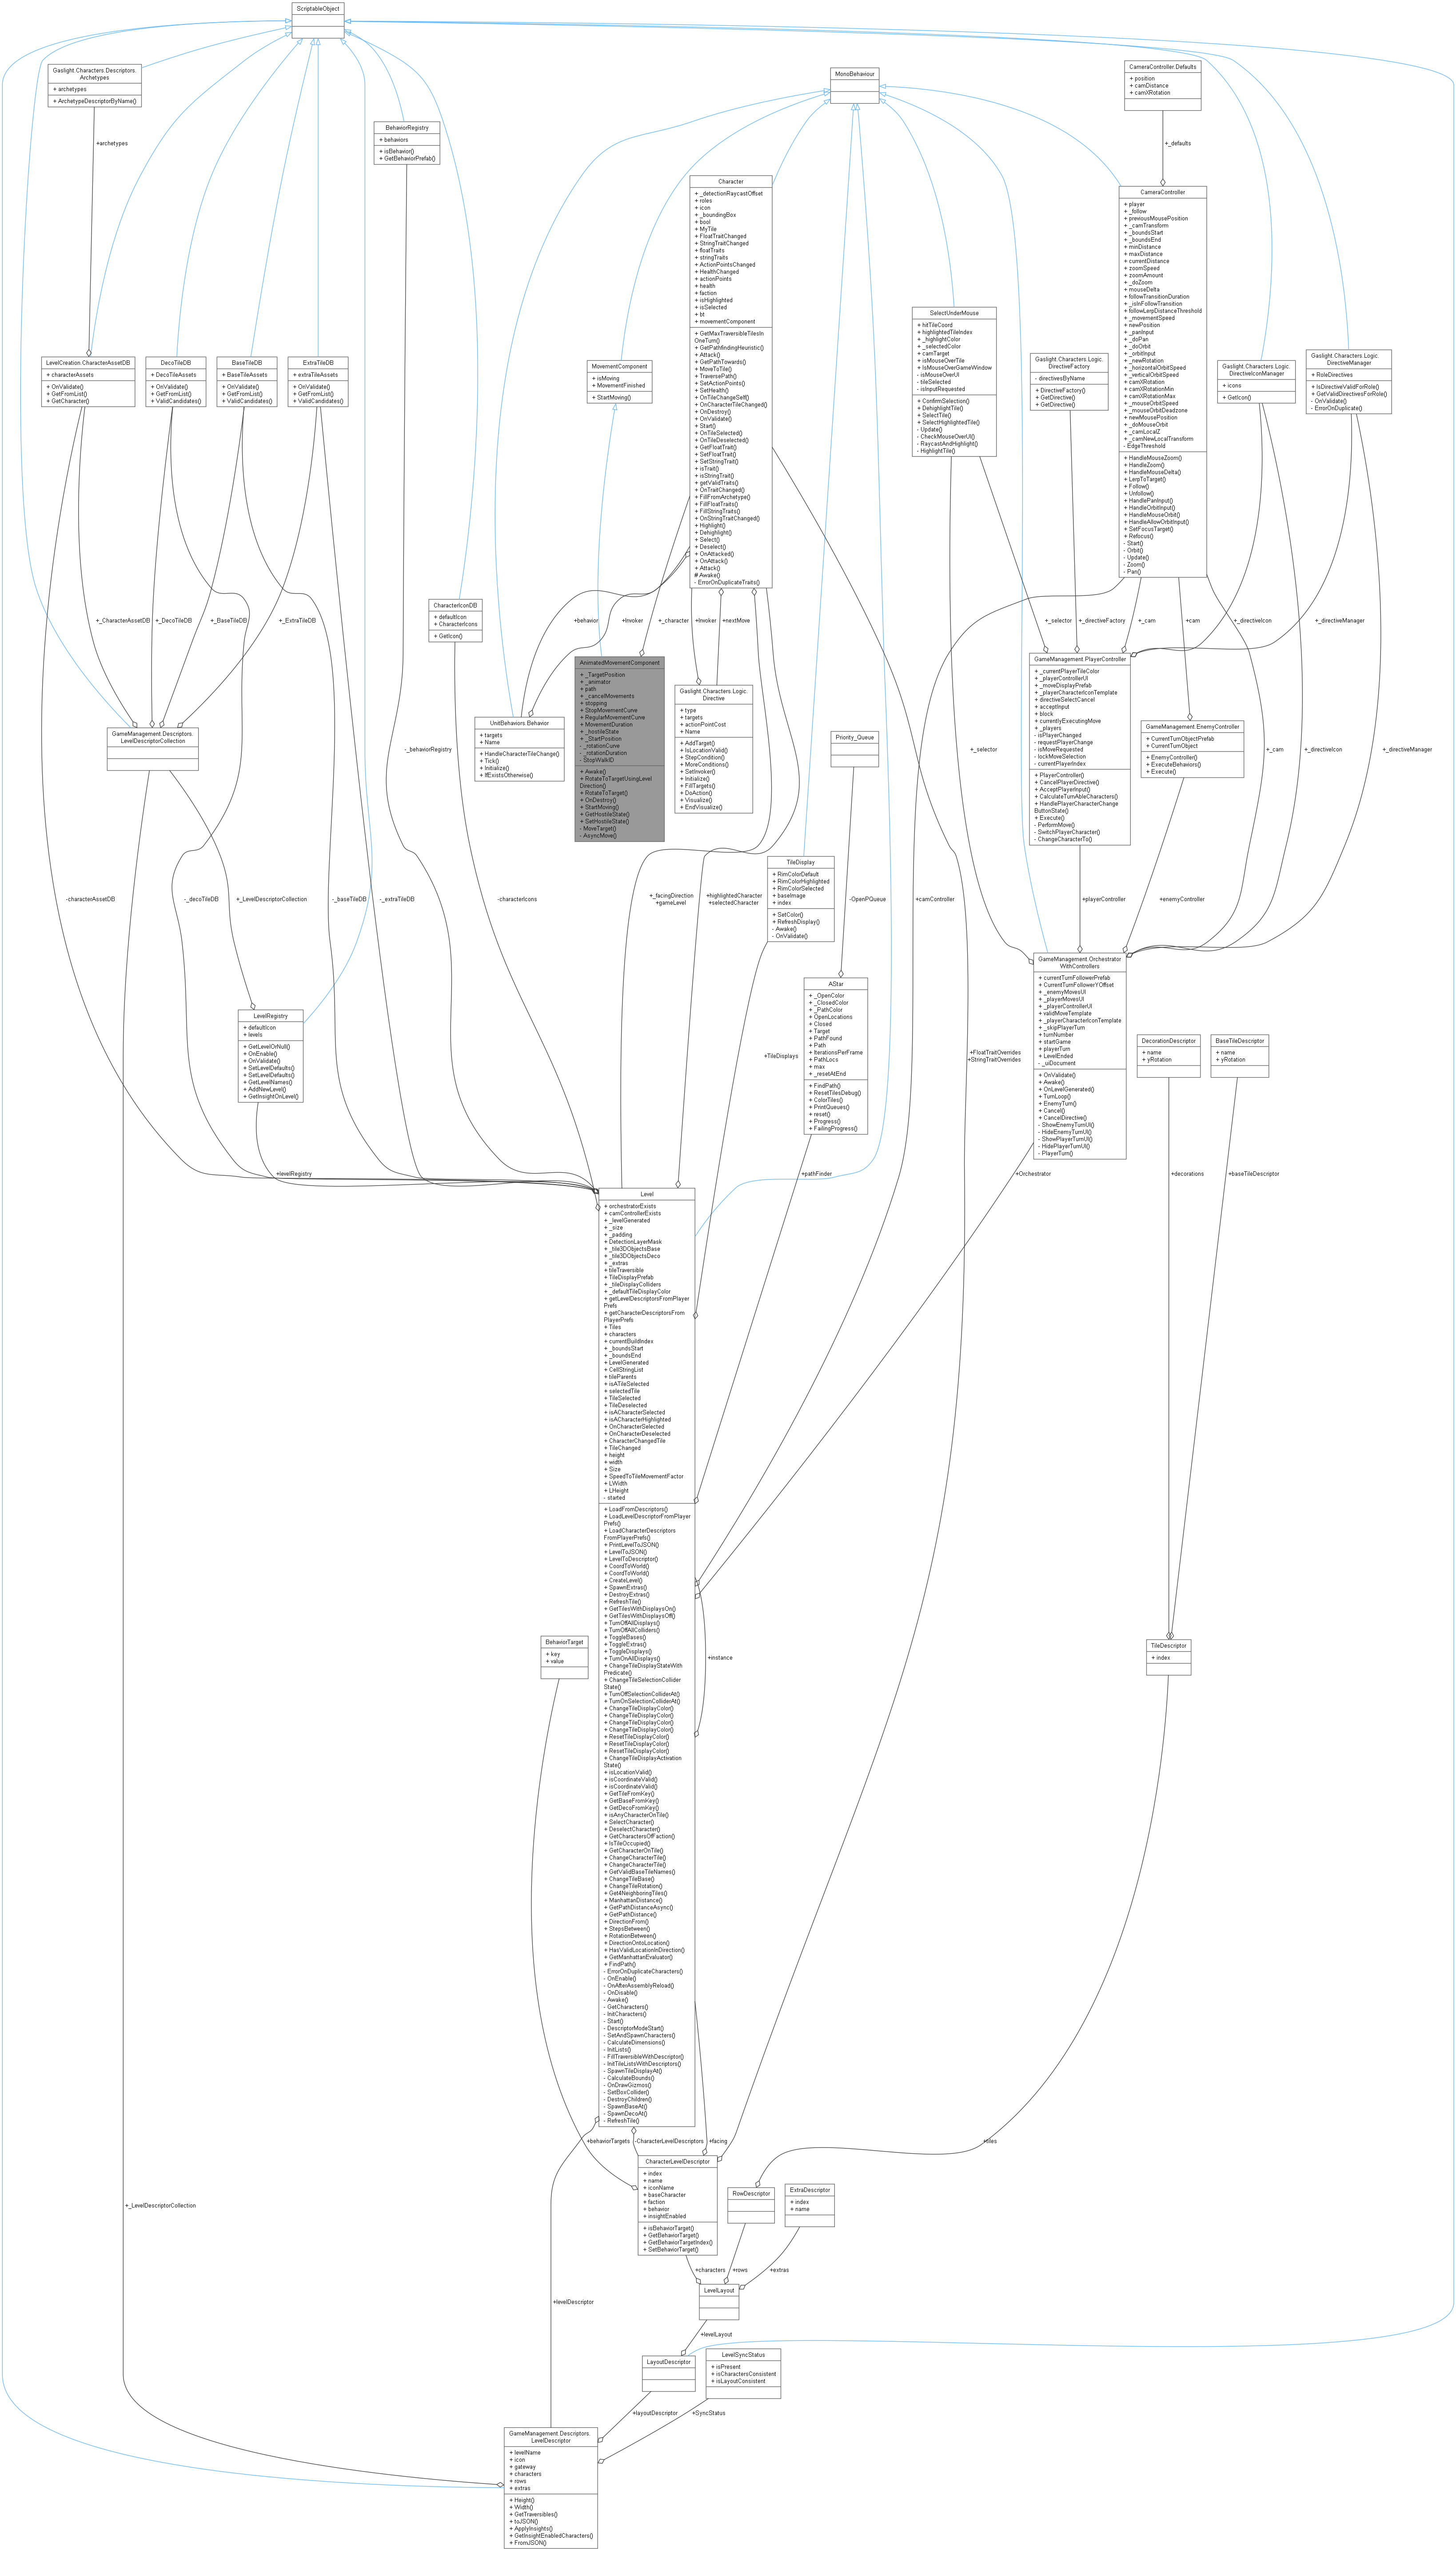 ScriptableObject
Gaslight.Characters.Descriptors.
Archetypes
+ archetypes
+ ArchetypeDescriptorByName()
MonoBehaviour
CameraController.Defaults
+ position
+ camDistance
+ camXRotation
BehaviorRegistry
+ behaviors
+ isBehavior()
+ GetBehaviorPrefab()
+archetypes
+_defaults
Character
+ _detectionRaycastOffset
+ roles
+ icon
+ _boundingBox
+ bool
+ MyTile
+ FloatTraitChanged
+ StringTraitChanged
+ floatTraits
+ stringTraits
+ ActionPointsChanged
+ HealthChanged
+ actionPoints
+ health
+ faction
+ isHighlighted
+ isSelected
+ bt
+ movementComponent
+ GetMaxTraversibleTilesIn
OneTurn()
+ GetPathfindingHeuristic()
+ Attack()
+ GetPathTowards()
+ MoveToTile()
+ TraversePath()
+ SetActionPoints()
+ SetHealth()
+ OnTileChangeSelf()
+ OnCharacterTileChanged()
+ OnDestroy()
+ OnValidate()
+ Start()
+ OnTileSelected()
+ OnTileDeselected()
+ GetFloatTrait()
+ SetFloatTrait()
+ SetStringTrait()
+ isTrait()
+ isStringTrait()
+ getValidTraits()
+ OnTraitChanged()
+ FillFromArchetype()
+ FillFloatTraits()
+ FillStringTraits()
+ OnStringTraitChanged()
+ Highlight()
+ Dehighlight()
+ Select()
+ Deselect()
+ OnAttacked()
+ OnAttack()
+ Attack()
# Awake()
- ErrorOnDuplicateTraits()
CameraController
+ player
+ _follow
+ previousMousePosition
+ _camTransform
+ _boundsStart
+ _boundsEnd
+ minDistance
+ maxDistance
+ currentDistance
+ zoomSpeed
+ zoomAmount
+ _doZoom
+ mouseDelta
+ followTransitionDuration
+ _isInFollowTransition
+ followLerpDistanceThreshold
+ _movementSpeed
+ newPosition
+ _panInput
+ _doPan
+ _doOrbit
+ _orbitInput
+ _newRotation
+ _horizontalOrbitSpeed
+ _verticalOrbitSpeed
+ camXRotation
+ camXRotationMin
+ camXRotationMax
+ _mouseOrbitSpeed
+ _mouseOrbitDeadzone
+ newMousePosition
+ _doMouseOrbit
+ _camLocalZ
+ _camNewLocalTransform
- EdgeThreshold
+ HandleMouseZoom()
+ HandleZoom()
+ HandleMouseDelta()
+ LerpToTarget()
+ Follow()
+ Unfollow()
+ HandlePanInput()
+ HandleOrbitInput()
+ HandleMouseOrbit()
+ HandleAllowOrbitInput()
+ SetFocusTarget()
+ Refocus()
- Start()
- Orbit()
- Update()
- Zoom()
- Pan()
SelectUnderMouse
+ hitTileCoord
+ highlightedTileIndex
+ _highlightColor
+ _selectedColor
+ camTarget
+ isMouseOverTile
+ IsMouseOverGameWindow
- isMouseOverUI
- tileSelected
- isInputRequested
+ ConfirmSelection()
+ DehighlightTile()
+ SelectTile()
+ SelectHighlightedTile()
- Update()
- CheckMouseOverUI()
- RaycastAndHighlight()
- HighlightTile()
LevelCreation.CharacterAssetDB
+ characterAssets
+ OnValidate()
+ GetFromList()
+ GetCharacter()
DecoTileDB
+ DecoTileAssets
+ OnValidate()
+ GetFromList()
+ ValidCandidates()
BaseTileDB
+ BaseTileAssets
+ OnValidate()
+ GetFromList()
+ ValidCandidates()
ExtraTileDB
+ extraTileAssets
+ OnValidate()
+ GetFromList()
+ ValidCandidates()
MovementComponent
+ isMoving
+ MovementFinished
+ StartMoving()
Gaslight.Characters.Logic.
DirectiveFactory
- directivesByName
+ DirectiveFactory()
+ GetDirective()
+ GetDirective()
Gaslight.Characters.Logic.
DirectiveIconManager
+ icons
+ GetIcon()
Gaslight.Characters.Logic.
DirectiveManager
+ RoleDirectives
+ IsDirectiveValidForRole()
+ GetValidDirectivesForRole()
- OnValidate()
- ErrorOnDuplicate()
CharacterIconDB
+ defaultIcon
+ CharacterIcons
+ GetIcon()
+_CharacterAssetDB
+_DecoTileDB
+_BaseTileDB
+_ExtraTileDB
+behavior
+Invoker
+_character
+Invoker
+nextMove
+_selector
+_directiveFactory
+_cam
+cam
+_directiveIcon
+_directiveManager
AnimatedMovementComponent
+ _TargetPosition
+ _animator
+ path
+ _cancelMovements
+ stopping
+ StopMovementCurve
+ RegularMovementCurve
+ MovementDuration
+ _hostileState
+ _StartPosition
- _rotationCurve
- _rotationDuration
- StopWalkID
+ Awake()
+ RotateToTargetUsingLevel
Direction()
+ RotateToTarget()
+ OnDestroy()
+ StartMoving()
+ GetHostileState()
+ SetHostileState()
- MoveTarget()
- AsyncMove()
Gaslight.Characters.Logic.
Directive
+ type
+ targets
+ actionPointCost
+ Name
+ AddTarget()
+ IsLocationValid()
+ StepCondition()
+ MoreConditions()
+ SetInvoker()
+ Initialize()
+ FillTargets()
+ DoAction()
+ Visualize()
+ EndVisualize()
GameManagement.PlayerController
+ _currentPlayerTileColor
+ _playerControllerUI
+ _moveDisplayPrefab
+ _playerCharacterIconTemplate
+ directiveSelectCancel
+ acceptInput
+ block
+ currentlyExecutingMove
+ _players
- isPlayerChanged
- requestPlayerChange
- isMoveRequested
- lockMoveSelection
- currentPlayerIndex
+ PlayerController()
+ CancelPlayerDirective()
+ AcceptPlayerInput()
+ CalculateTurnAbleCharacters()
+ HandlePlayerCharacterChange
ButtonState()
+ Execute()
- PerformMove()
- SwitchPlayerCharacter()
- ChangeCharacterTo()
UnitBehaviors.Behavior
+ targets
+ Name
+ HandleCharacterTileChange()
+ Tick()
+ Initialize()
+ IfExistsOtherwise()
GameManagement.EnemyController
+ CurrentTurnObjectPrefab
+ CurrentTurnObject
+ EnemyController()
+ ExecuteBehaviors()
+ Execute()
GameManagement.Descriptors.
LevelDescriptorCollection
Priority_Queue
-_behaviorRegistry
+_selector
+_cam
+_directiveIcon
+_directiveManager
-OpenPQueue
TileDisplay
+ RimColorDefault
+ RimColorHighlighted
+ RimColorSelected
+ baseImage
+ index
+ SetColor()
+ RefreshDisplay()
- Awake()
- OnValidate()
-characterAssetDB
-_decoTileDB
+_LevelDescriptorCollection
-_baseTileDB
-_extraTileDB
-characterIcons
+_facingDirection
+gameLevel
+highlightedCharacter
+selectedCharacter
+camController
+playerController
+enemyController
GameManagement.Orchestrator
WithControllers
+ currentTurnFollowerPrefab
+ CurrentTurnFollowerYOffset
+ _enemyMovesUI
+ _playerMovesUI
+ _playerControllerUI
+ validMoveTemplate
+ _playerCharacterIconTemplate
+ _skipPlayerTurn
+ turnNumber
+ startGame
+ playerTurn
+ LevelEnded
- _uiDocument
+ OnValidate()
+ Awake()
+ OnLevelGenerated()
+ TurnLoop()
+ EnemyTurn()
+ Cancel()
+ CancelDirective()
- ShowEnemyTurnUI()
- HideEnemyTurnUI()
- ShowPlayerTurnUI()
- HidePlayerTurnUI()
- PlayerTurn()
AStar
+ _OpenColor
+ _ClosedColor
+ _PathColor
+ OpenLocations
+ Closed
+ Target
+ PathFound
+ Path
+ IterationsPerFrame
+ PathLoco
+ max
+ _resetAtEnd
+ FindPath()
+ ResetTilesDebug()
+ ColorTiles()
+ PrintQueues()
+ reset()
+ Progress()
+ FailingProgress()
LevelRegistry
+ defaultIcon
+ levels
+ GetLevelOrNull()
+ OnEnable()
+ OnValidate()
+ SetLevelDefaults()
+ SetLevelDefaults()
+ GetLevelNames()
+ AddNewLevel()
+ GetInsightOnLevel()
DecorationDescriptor
+ name
+ yRotation
BaseTileDescriptor
+ name
+ yRotation
+TileDisplays
+FloatTraitOverrides
+StringTraitOverrides
+levelRegistry
+pathFinder
+Orchestrator
+decorations
+baseTileDescriptor
Level
+ orchestratorExists
+ camControllerExists
+ _levelGenerated
+ _size
+ _padding
+ DetectionLayerMask
+ _tile3DObjectsBase
+ _tile3DObjectsDeco
+ _extras
+ tileTraversible
+ TileDisplayPrefab
+ _tileDisplayColliders
+ _defaultTileDisplayColor
+ getLevelDescriptorsFromPlayer
Prefs
+ getCharacterDescriptorsFrom
PlayerPrefs
+ Tiles
+ characters
+ currentBuildIndex
+ _boundsStart
+ _boundsEnd
+ LevelGenerated
+ CellStringList
+ tileParents
+ isATileSelected
+ selectedTile
+ TileSelected
+ TileDeselected
+ isACharacterSelected
+ isACharacterHighlighted
+ OnCharacterSelected
+ OnCharacterDeselected
+ CharacterChangedTile
+ TileChanged
+ height
+ width
+ Size
+ SpeedToTileMovementFactor
+ LWidth
+ LHeight
- started
+ LoadFromDescriptors()
+ LoadLevelDescriptorFromPlayer
Prefs()
+ LoadCharacterDescriptors
FromPlayerPrefs()
+ PrintLevelToJSON()
+ LevelToJSON()
+ LevelToDescriptor()
+ CoordToWorld()
+ CoordToWorld()
+ CreateLevel()
+ SpawnExtras()
+ DestroyExtras()
+ RefreshTile()
+ GetTilesWithDisplaysOn()
+ GetTilesWithDisplaysOff()
+ TurnOffAllDisplays()
+ TurnOffAllColliders()
+ ToggleBases()
+ ToggleExtras()
+ ToggleDisplays()
+ TurnOnAllDisplays()
+ ChangeTileDisplayStateWith
Predicate()
+ ChangeTileSelectionCollider
State()
+ TurnOffSelectionColliderAt()
+ TurnOnSelectionColliderAt()
+ ChangeTileDisplayColor()
+ ChangeTileDisplayColor()
+ ChangeTileDisplayColor()
+ ChangeTileDisplayColor()
+ ResetTileDisplayColor()
+ ResetTileDisplayColor()
+ ResetTileDisplayColor()
+ ChangeTileDisplayActivation
State()
+ isLocationValid()
+ isCoordinateValid()
+ isCoordinateValid()
+ GetTileFromKey()
+ GetBaseFromKey()
+ GetDecoFromKey()
+ isAnyCharacterOnTile()
+ SelectCharacter()
+ DeselectCharacter()
+ GetCharactersOfFaction()
+ IsTileOccupied()
+ GetCharacterOnTile()
+ ChangeCharacterTile()
+ ChangeCharacterTile()
+ GetValidBaseTileNames()
+ ChangeTileBase()
+ ChangeTileRotation()
+ Get4NeighboringTiles()
+ ManhattanDistance()
+ GetPathDistanceAsync()
+ GetPathDistance()
+ DirectionFrom()
+ StepsBetween()
+ RotationBetween()
+ DirectionOntoLocation()
+ HasValidLocationInDirection()
+ GetManhattanEvaluator()
+ FindPath()
- ErrorOnDuplicateCharacters()
- OnEnable()
- OnAfterAssemblyReload()
- OnDisable()
- Awake()
- GetCharacters()
- InitCharacters()
- Start()
- DescriptorModeStart()
- SetAndSpawnCharacters()
- CalculateDimensions()
- InitLists()
- FillTraversibleWithDescriptor()
- InitTileListsWithDescriptors()
- SpawnTileDisplayAt()
- CalculateBounds()
- OnDrawGizmos()
- SetBoxCollider()
- DestroyChildren()
- SpawnBaseAt()
- SpawnDecoAt()
- RefreshTile()
+instance
BehaviorTarget
+ key
+ value
TileDescriptor
+ index
+behaviorTargets
-CharacterLevelDescriptors
+facing
+tiles
CharacterLevelDescriptor
+ index
+ name
+ iconName
+ baseCharacter
+ faction
+ behavior
+ insightEnabled
+ isBehaviorTarget()
+ GetBehaviorTarget()
+ GetBehaviorTargetIndex()
+ SetBehaviorTarget()
RowDescriptor
ExtraDescriptor
+ index
+ name
+_LevelDescriptorCollection
+characters
+rows
+extras
LevelLayout
+levelDescriptor
+levelLayout
LayoutDescriptor
LevelSyncStatus
+ isPresent
+ isCharactersConsistent
+ isLayoutConsistent
+layoutDescriptor
+SyncStatus
GameManagement.Descriptors.
LevelDescriptor
+ levelName
+ icon
+ gateway
+ characters
+ rows
+ extras
+ Height()
+ Width()
+ GetTraversibles()
+ toJSON()
+ ApplyInsights()
+ GetInsightEnabledCharacters()
+ FromJSON()